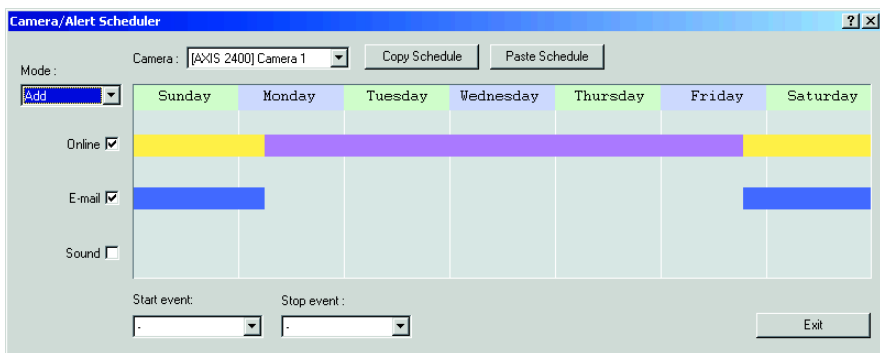 Camera/Alert Scheduler
Mode :
Camera : [AXIS 2400] Camera 1 Copy Schedule Paste Schedule
Add
Sunday Monday Tuesday Wednesday Thursday Friday Saturday
Online
E-mail
Sound
Start event: Stop event :
- -
Exit